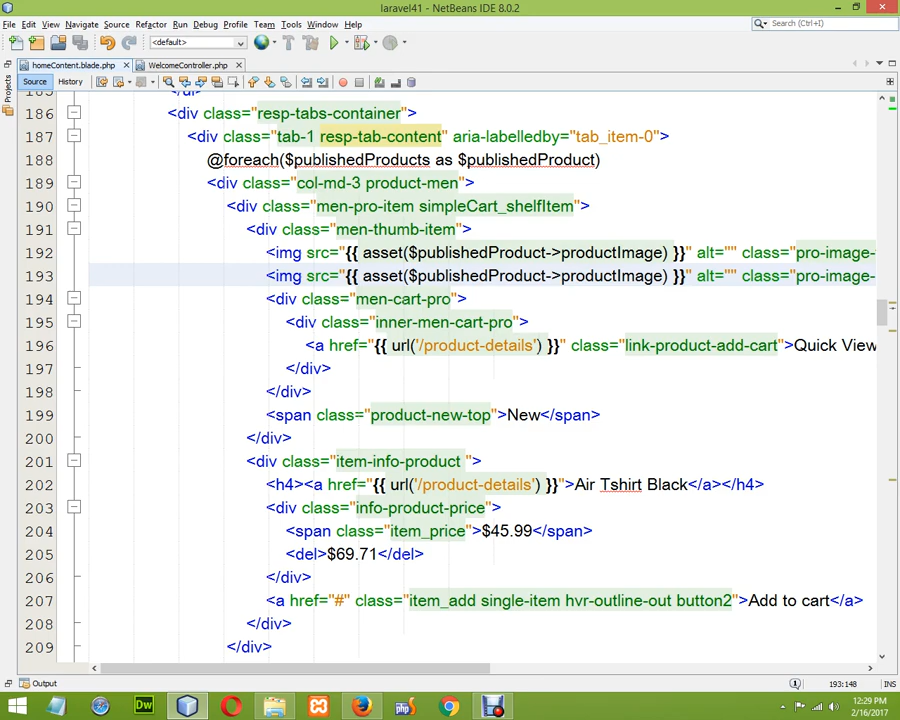 laravel41 - NetBeans IDE 8.0.2
File Edit View Navigate Source Refactor Run Debug Profile Team Tools Window Help
Search (Ctrl+I)
<default>
homeContent.blade.php WelcomeController.php
Projects
Source History
186 <div class="resp-tabs-container">
187 <div class="tab-1 resp-tab-content" aria-labelledby="tab_item-0">
188 @foreach($publishedProducts as $publishedProduct)
189 <div class="col-md-3 product-men">
190 <div class="men-pro-item simpleCart_shelfItem">
191 <div class="men-thumb-item">
192 <img src="{{ asset($publishedProduct->productImage) }}" alt="" class="pro-image-
193 <img src="{{ asset($publishedProduct->productImage) }}" alt="" class="pro-image-
194 <div class="men-cart-pro">
195 <div class="inner-men-cart-pro">
196 <a href="{{ url('/product-details') }}" class="link-product-add-cart">Quick View
197 </div>
198 </div>
199 <span class="product-new-top">New</span>
200 </div>
201 <div class="item-info-product ">
202 <h4><a href="{{ url('/product-details') }}">Air Tshirt Black</a></h4>
203 <div class="info-product-price">
204 <span class="item_price">$45.99</span>
205 <del>$69.71</del>
206 </div>
207 <a href="#" class="item_add single-item hvr-outline-out button2">Add to cart</a>
208 </div>
209 </div>
Output
193:148 INS
Dw
php
12:29 PM
2/16/2017